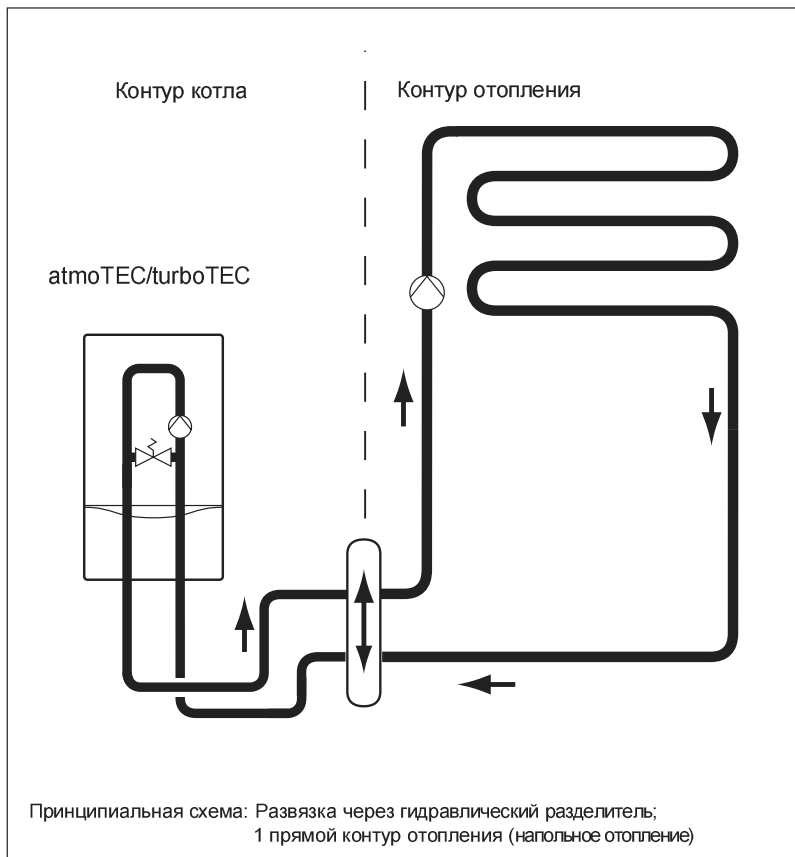 Контур котла
Контур отопления
atmoTEC/turboTEC
Принципиальная схема: Развязка через гидравлический разделитель;
1 прямой контур отопления (напольное отопление)